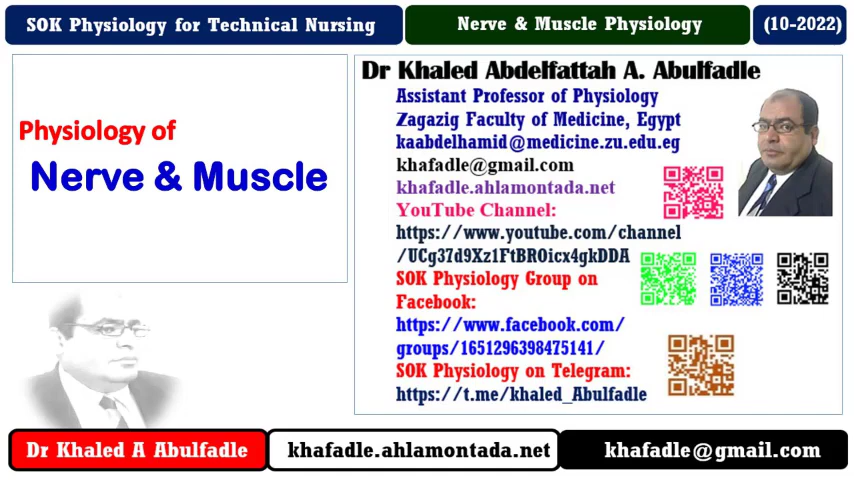 SOK Physiology for Technical Nursing
Nerve & Muscle Physiology
(10-2022)
Physiology of
Nerve & Muscle
Dr Khaled Abdelfattah A. Abulfadle
Assistant Professor of Physiology
Zagazig Faculty of Medicine, Egypt
kaabdelhamid@medicine.zu.edu.eg
khafadle@gmail.com
khafadle.ahlamontada.net
YouTube Channel:
https://www.youtube.com/channel
/UCg37d9Xz1FtBROicx4gkDDA
SOK Physiology Group on
Facebook:
https://www.facebook.com/
groups/1651296398475141/
SOK Physiology on Telegram:
https://t.me/khaled_Abulfadle
Dr Khaled A Abulfadle
khafadle.ahlamontada.net
khafadle@gmail.com